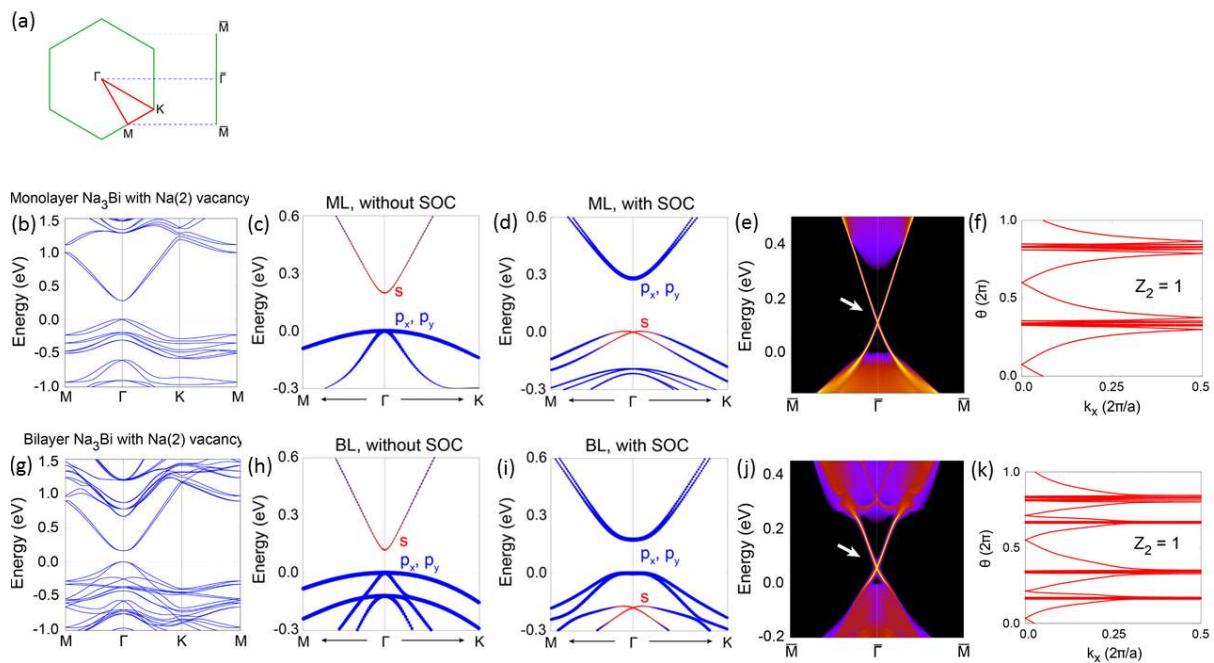 (a)
M̅
Γ
Γ̅
K
M
M̅
Monolayer Na₃Bi with Na(2) vacancy
(b)
Energy (eV)
1.5
1.0
0.5
0.0
-0.5
-1.0
M Γ K M
ML, without SOC
(c)
Energy (eV)
0.6
0.3
0.0
-0.3
s
pₓ, pᵧ
M Γ K
ML, with SOC
(d)
Energy (eV)
0.6
0.3
0.0
-0.3
pₓ, pᵧ
s
M Γ K
(e)
Energy (eV)
0.4
0.2
0.0
M̅ Γ̅ M̅
(f)
θ (2π)
1.0
0.5
0.0
Z₂ = 1
0.0 0.25 0.5
kₓ (2π/a)
Bilayer Na₃Bi with Na(2) vacancy
(g)
Energy (eV)
1.5
1.0
0.5
0.0
-0.5
-1.0
M Γ K M
BL, without SOC
(h)
Energy (eV)
0.6
0.3
0.0
-0.3
s
pₓ, pᵧ
M Γ K
BL, with SOC
(i)
Energy (eV)
0.6
0.3
0.0
-0.3
pₓ, pᵧ
s
M Γ K
(j)
Energy (eV)
0.4
0.2
0.0
-0.2
M̅ Γ̅ M̅
(k)
θ (2π)
1.0
0.5
0.0
Z₂ = 1
0.0 0.25 0.5
kₓ (2π/a)